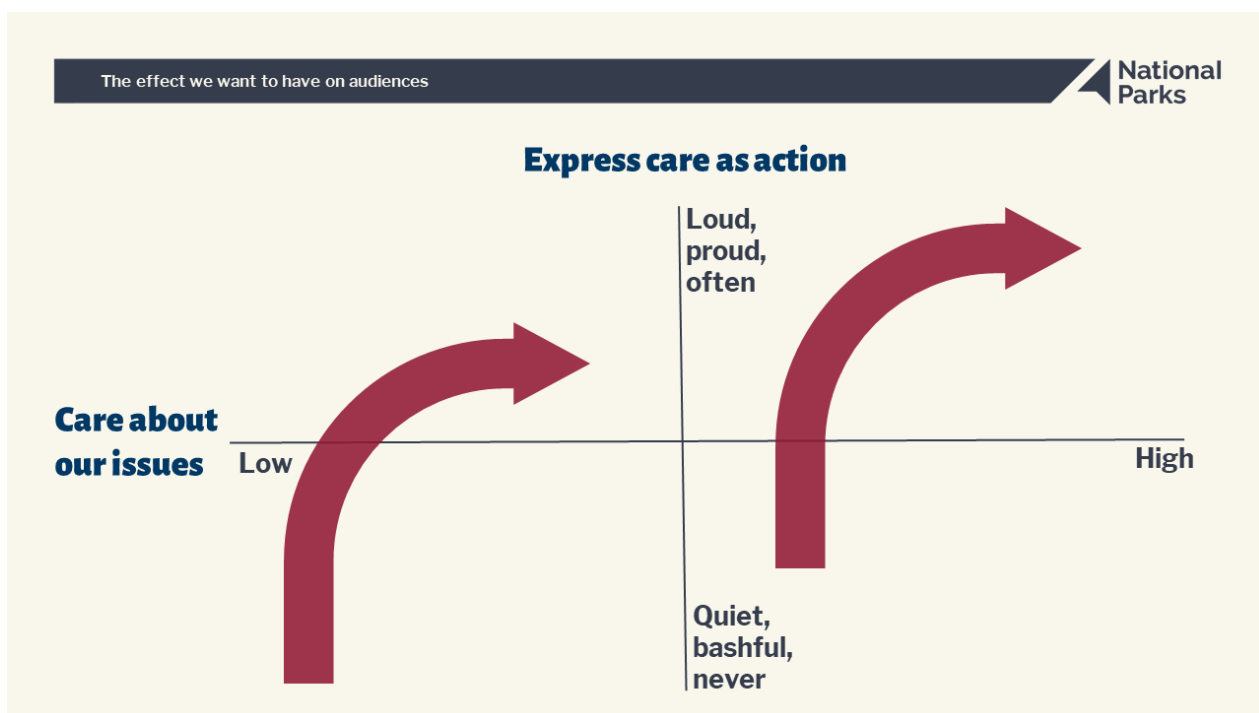 The effect we want to have on audiences
National
Parks
Express care as action
Loud,
proud,
often
Care about
our issues
Low
High
Quiet,
bashful,
never